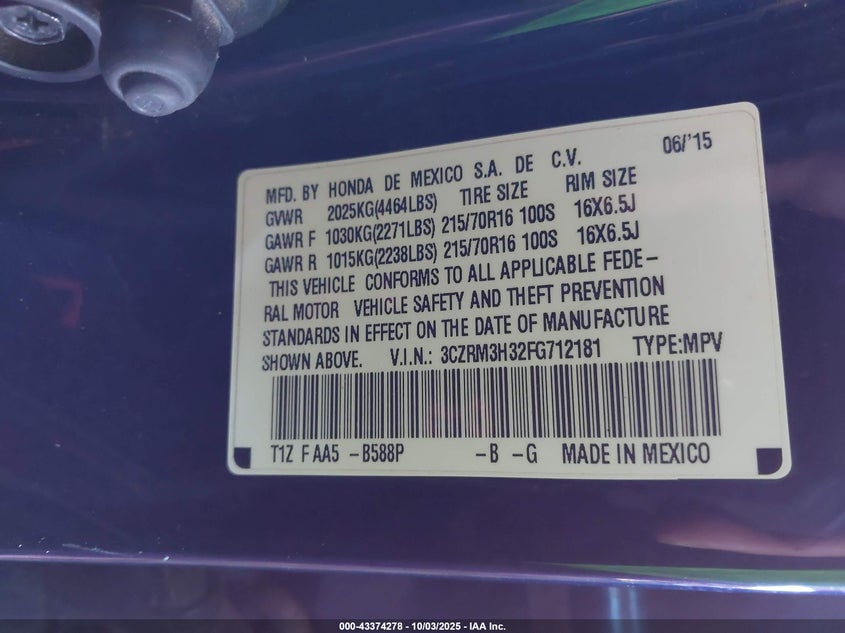 06/'15
MFD. BY HONDA DE MEXICO S.A. DE C.V.
GVWR 2025KG(4464LBS) TIRE SIZE RIM SIZE
GAWR F 1030KG(2271LBS) 215/70R16 100S 16X6.5J
GAWR R 1015KG(2238LBS) 215/70R16 100S 16X6.5J
THIS VEHICLE CONFORMS TO ALL APPLICABLE FEDE-
RAL MOTOR VEHICLE SAFETY AND THEFT PREVENTION
STANDARDS IN EFFECT ON THE DATE OF MANUFACTURE
SHOWN ABOVE. V.I.N.: 3CZRM3H32FG712181 TYPE:MPV
T1Z F AA5 -B588P -B -G MADE IN MEXICO
000-43374278 - 10/03/2025 - IAA Inc.